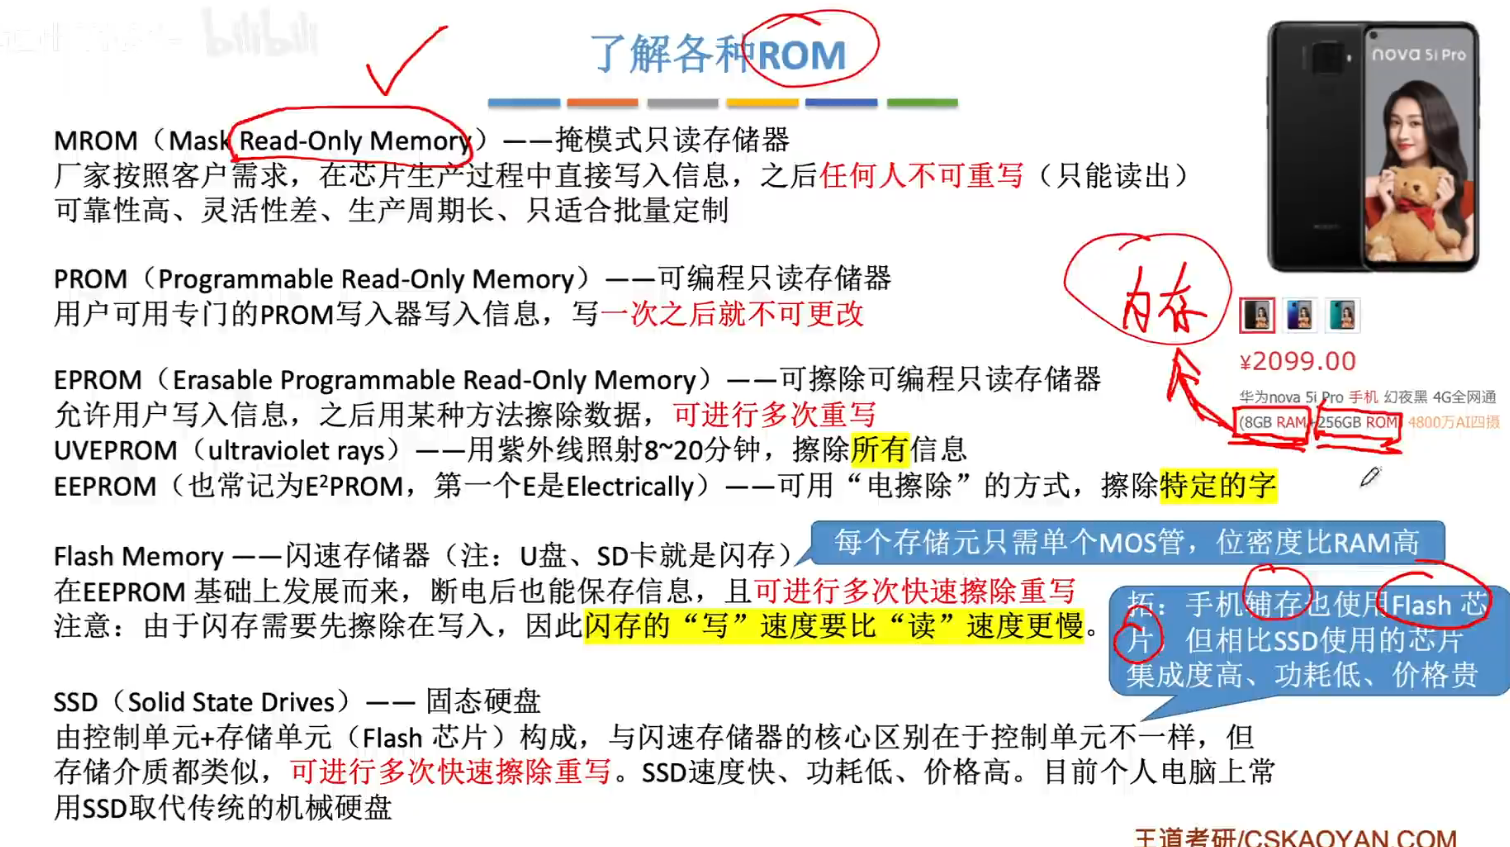 bilibili
了解各种ROM
nova 5i Pro
MROM（Mask Read-Only Memory）——掩模式只读存储器
厂家按照客户需求，在芯片生产过程中直接写入信息，之后任何人不可重写（只能读出）
可靠性高、灵活性差、生产周期长、只适合批量定制
PROM（Programmable Read-Only Memory）——可编程只读存储器
用户可用专门的PROM写入器写入信息，写一次之后就不可更改
内存
¥2099.00
华为nova 5i Pro 手机 幻夜黑 4G全网通
(8GB RAM+256GB ROM) 4800万AI四摄
EPROM（Erasable Programmable Read-Only Memory）——可擦除可编程只读存储器
允许用户写入信息，之后用某种方法擦除数据，可进行多次重写
UVEPROM（ultraviolet rays）——用紫外线照射8~20分钟，擦除所有信息
EEPROM（也常记为E²PROM，第一个E是Electrically）——可用“电擦除”的方式，擦除特定的字
Flash Memory ——闪速存储器（注：U盘、SD卡就是闪存）
每个存储元只需单个MOS管，位密度比RAM高
在EEPROM 基础上发展而来，断电后也能保存信息，且可进行多次快速擦除重写
注意：由于闪存需要先擦除在写入，因此闪存的“写”速度要比“读”速度更慢。
拓：手机辅存也使用Flash 芯
片，但相比SSD使用的芯片
集成度高、功耗低、价格贵
SSD（Solid State Drives）—— 固态硬盘
由控制单元+存储单元（Flash 芯片）构成，与闪速存储器的核心区别在于控制单元不一样，但
存储介质都类似，可进行多次快速擦除重写。SSD速度快、功耗低、价格高。目前个人电脑上常
用SSD取代传统的机械硬盘
王道考研/CSKAOYAN.COM